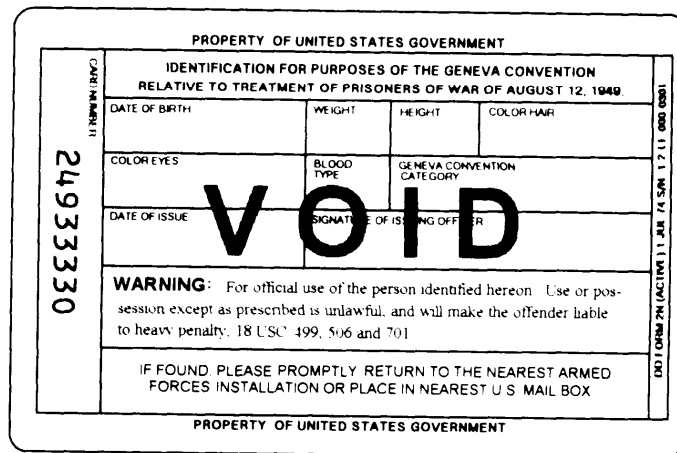 PROPERTY OF UNITED STATES GOVERNMENT
CARD NUMBER
24933330
IDENTIFICATION FOR PURPOSES OF THE GENEVA CONVENTION
RELATIVE TO TREATMENT OF PRISONERS OF WAR OF AUGUST 12, 1949.
DATE OF BIRTH WEIGHT HEIGHT COLOR HAIR
COLOR EYES BLOOD TYPE GENEVA CONVENTION CATEGORY
VOID
DATE OF ISSUE SIGNATURE OF ISSUING OFFICER
WARNING: For official use of the person identified hereon Use or pos-
session except as prescribed is unlawful, and will make the offender liable
to heavy penalty, 18 USC 499, 506 and 701
IF FOUND, PLEASE PROMPTLY RETURN TO THE NEAREST ARMED
FORCES INSTALLATION OR PLACE IN NEAREST U S MAIL BOX
DD FORM 2N (ACTIVE) 1 JUL 74 S/N
PROPERTY OF UNITED STATES GOVERNMENT